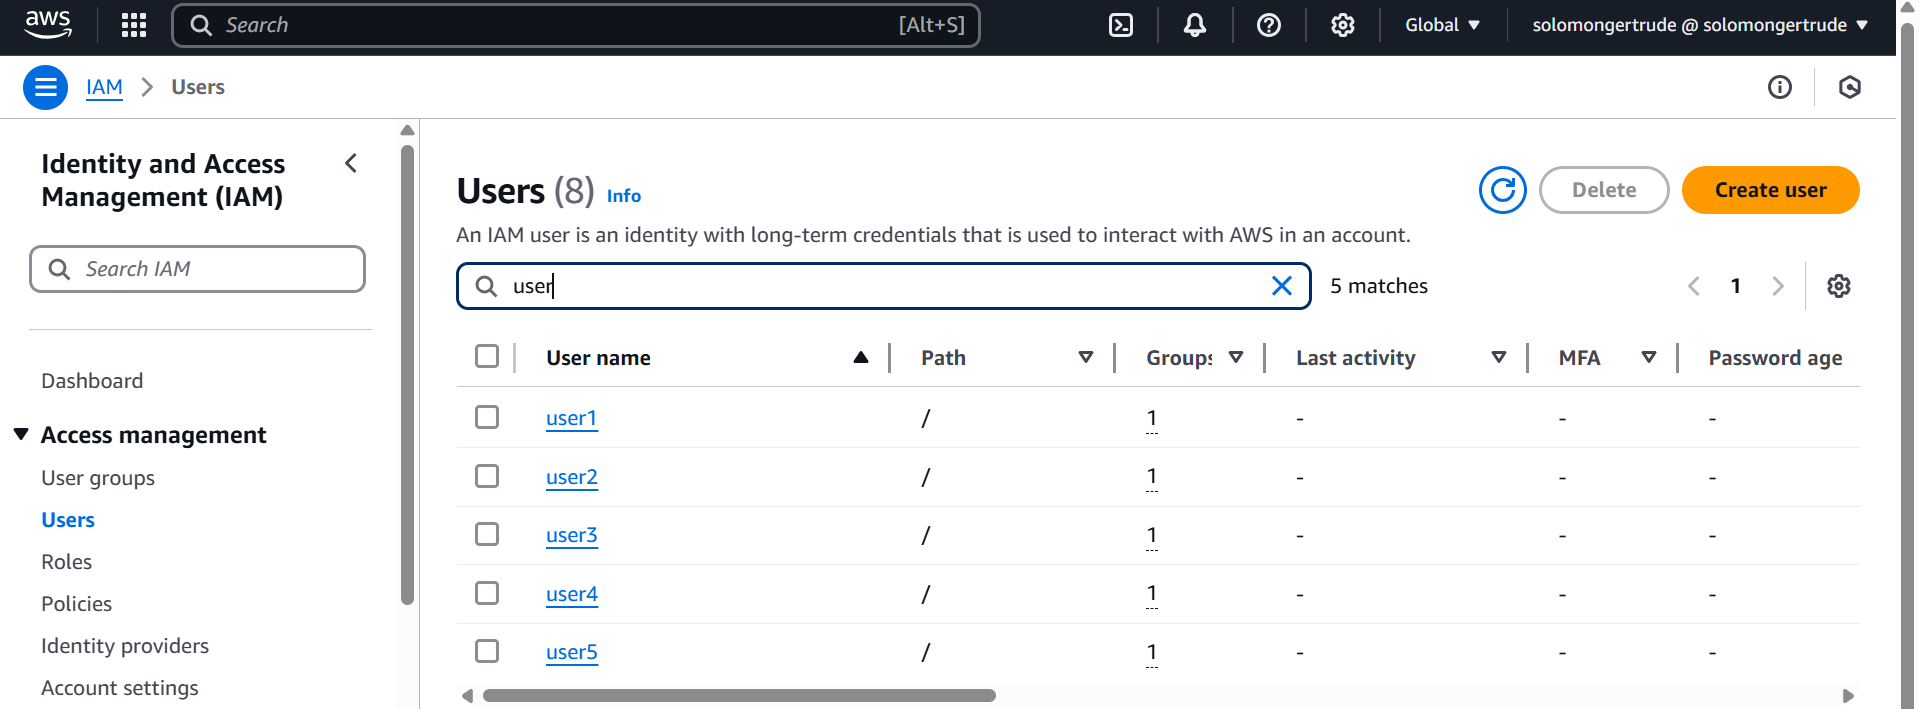 aws
Search [Alt+S]
Global
solomongertrude @ solomongertrude
IAM > Users
Identity and Access Management (IAM)
Search IAM
Dashboard
Access management
User groups
Users
Roles
Policies
Identity providers
Account settings
Users (8) Info
Delete
Create user
An IAM user is an identity with long-term credentials that is used to interact with AWS in an account.
user
5 matches
1
User name Path Groups Last activity MFA Password age
user1 / 1 - - -
user2 / 1 - - -
user3 / 1 - - -
user4 / 1 - - -
user5 / 1 - - -